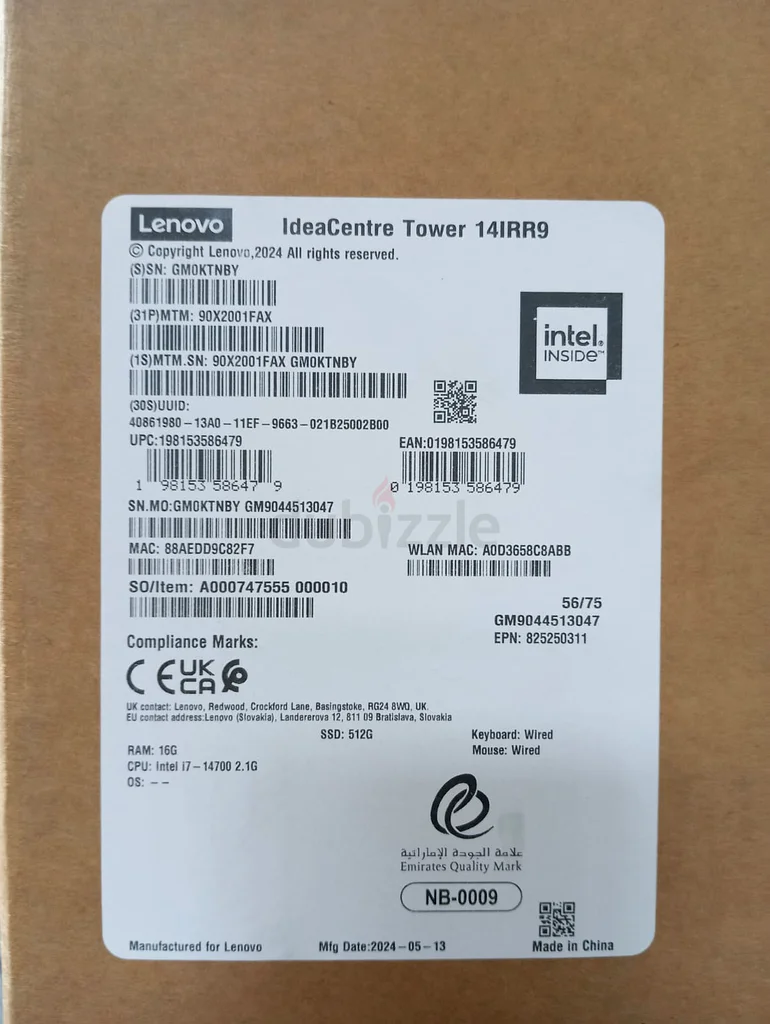 Lenovo
IdeaCentre Tower 14IRR9
© Copyright Lenovo,2024 All rights reserved.
(S)SN: GM0KTNBY
(31P)MTM: 90X2001FAX
intel.
INSIDE™
(1S)MTM.SN: 90X2001FAX GM0KTNBY
(30S)UUID:
40861980-13A0-11EF-9663-021B25002B00
UPC:198153586479
EAN:0198153586479
1 98153 58647 9
0 198153 586479
SN.MO:GM0KTNBY GM9044513047
dubizzle
MAC: 88AEDD9C82F7
WLAN MAC: A0D3658C8ABB
SO/Item: A000747555 000010
56/75
GM9044513047
EPN: 825250311
Compliance Marks:
CE UK CA
UK contact: Lenovo, Redwood, Crockford Lane, Basingstoke, RG24 8WQ, UK.
EU contact address:Lenovo (Slovakia), Landererova 12, 811 09 Bratislava, Slovakia
SSD: 512G
Keyboard: Wired
RAM: 16G
Mouse: Wired
CPU: Intel i7-14700 2.1G
OS: --
علامة الجودة الإماراتية
Emirates Quality Mark
NB-0009
Manufactured for Lenovo
Mfg Date:2024-05-13
Made in China